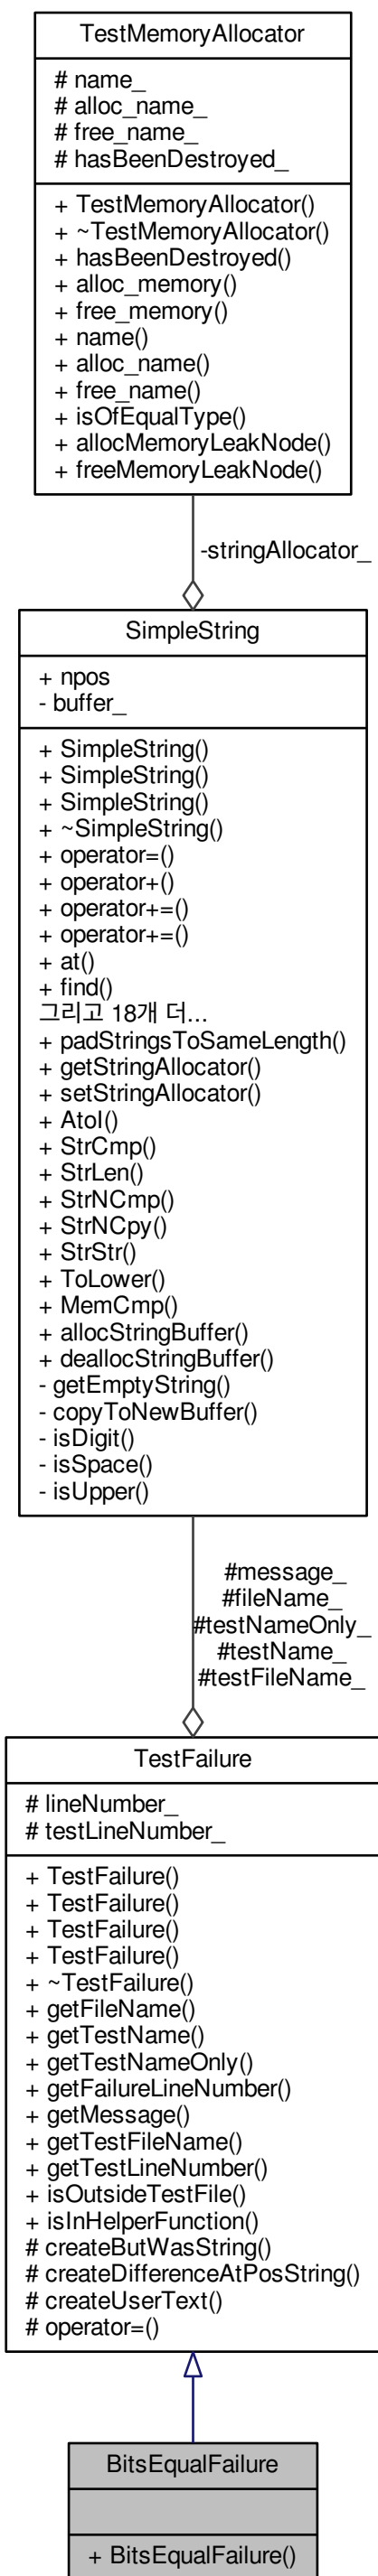 TestMemoryAllocator
# name_
# alloc_name_
# free_name_
# hasBeenDestroyed_
+ TestMemoryAllocator()
+ ~TestMemoryAllocator()
+ hasBeenDestroyed()
+ alloc_memory()
+ free_memory()
+ name()
+ alloc_name()
+ free_name()
+ isOfEqualType()
+ allocMemoryLeakNode()
+ freeMemoryLeakNode()
-stringAllocator_
SimpleString
+ npos
- buffer_
+ SimpleString()
+ SimpleString()
+ SimpleString()
+ ~SimpleString()
+ operator=()
+ operator+()
+ operator+=()
+ operator+=()
+ at()
+ find()
그리고 18개 더...
+ padStringsToSameLength()
+ getStringAllocator()
+ setStringAllocator()
+ AtoI()
+ StrCmp()
+ StrLen()
+ StrNCmp()
+ StrNCpy()
+ StrStr()
+ ToLower()
+ MemCmp()
+ allocStringBuffer()
+ deallocStringBuffer()
- getEmptyString()
- copyToNewBuffer()
- isDigit()
- isSpace()
- isUpper()
#message_
#fileName_
#testNameOnly_
#testName_
#testFileName_
TestFailure
# lineNumber_
# testLineNumber_
+ TestFailure()
+ TestFailure()
+ TestFailure()
+ TestFailure()
+ ~TestFailure()
+ getFileName()
+ getTestName()
+ getTestNameOnly()
+ getFailureLineNumber()
+ getMessage()
+ getTestFileName()
+ getTestLineNumber()
+ isOutsideTestFile()
+ isInHelperFunction()
# createButWasString()
# createDifferenceAtPosString()
# createUserText()
# operator=()
BitsEqualFailure
+ BitsEqualFailure()